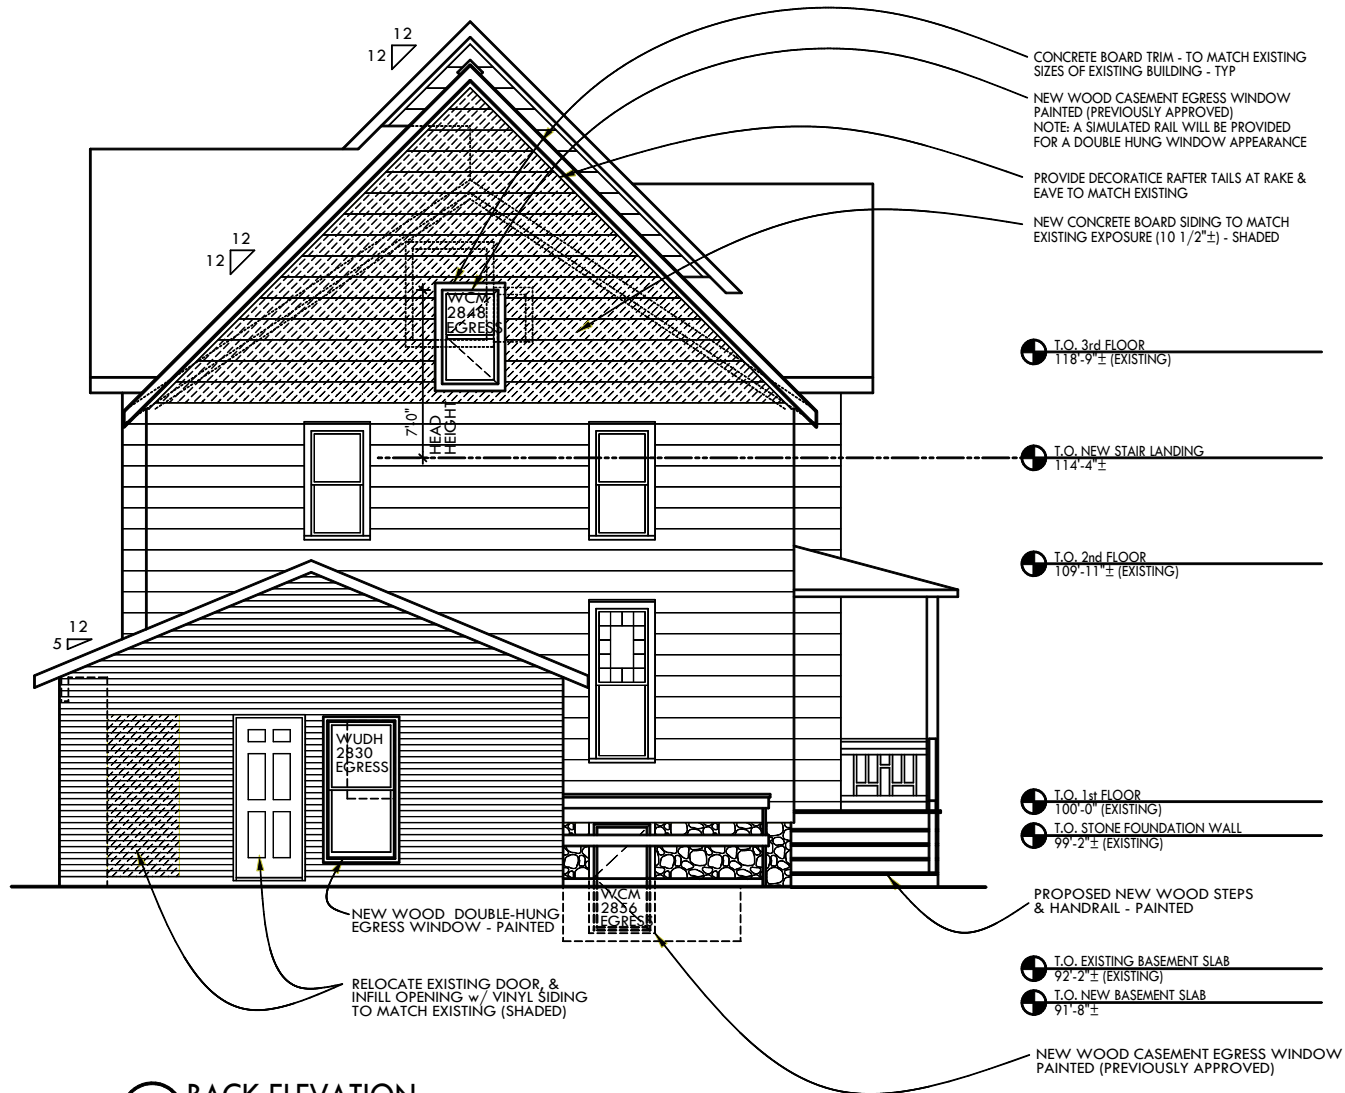 12
12
CONCRETE BOARD TRIM - TO MATCH EXISTING
SIZES OF EXISTING BUILDING - TYP
NEW WOOD CASEMENT EGRESS WINDOW
PAINTED (PREVIOUSLY APPROVED)
NOTE: A SIMULATED RAIL WILL BE PROVIDED
FOR A DOUBLE HUNG WINDOW APPEARANCE
PROVIDE DECORATICE RAFTER TAILS AT RAKE &
EAVE TO MATCH EXISTING
NEW CONCRETE BOARD SIDING TO MATCH
EXISTING EXPOSURE (10 1/2"±) - SHADED
12
12
WCM
2848
EGRESS
T.O. 3rd FLOOR
118'-9"± (EXISTING)
7'-0"
HEAD
HEIGHT
T.O. NEW STAIR LANDING
114'-4"±
T.O. 2nd FLOOR
109'-11"± (EXISTING)
12
5
WUDH
2830
EGRESS
T.O. 1st FLOOR
100'-0" (EXISTING)
T.O. STONE FOUNDATION WALL
99'-2"± (EXISTING)
WCM
2856
EGRESS
PROPOSED NEW WOOD STEPS
& HANDRAIL - PAINTED
NEW WOOD DOUBLE-HUNG
EGRESS WINDOW - PAINTED
T.O. EXISTING BASEMENT SLAB
92'-2"± (EXISTING)
RELOCATE EXISTING DOOR, &
INFILL OPENING w/ VINYL SIDING
TO MATCH EXISTING (SHADED)
T.O. NEW BASEMENT SLAB
91'-8"±
NEW WOOD CASEMENT EGRESS WINDOW
PAINTED (PREVIOUSLY APPROVED)
BACK ELEVATION